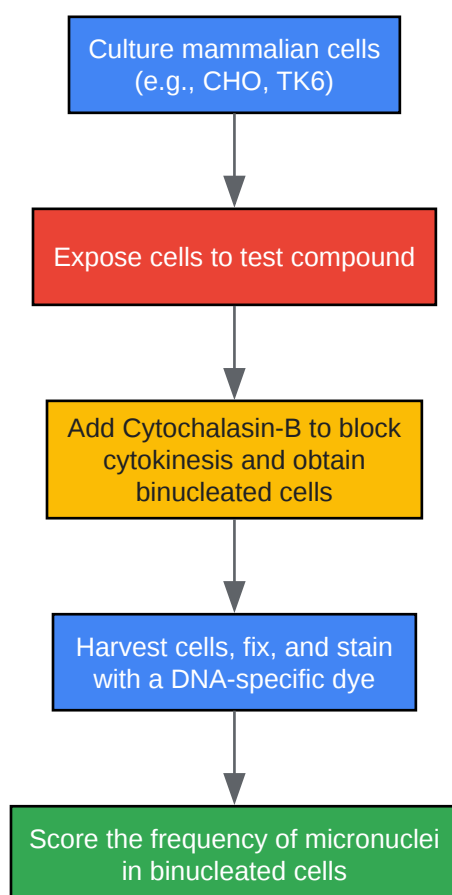 Culture mammalian cells
(e.g., CHO, TK6)
Expose cells to test compound
Add Cytochalasin-B to block
cytokinesis and obtain
binucleated cells
Harvest cells, fix, and stain
with a DNA-specific dye
Score the frequency of micronuclei
in binucleated cells